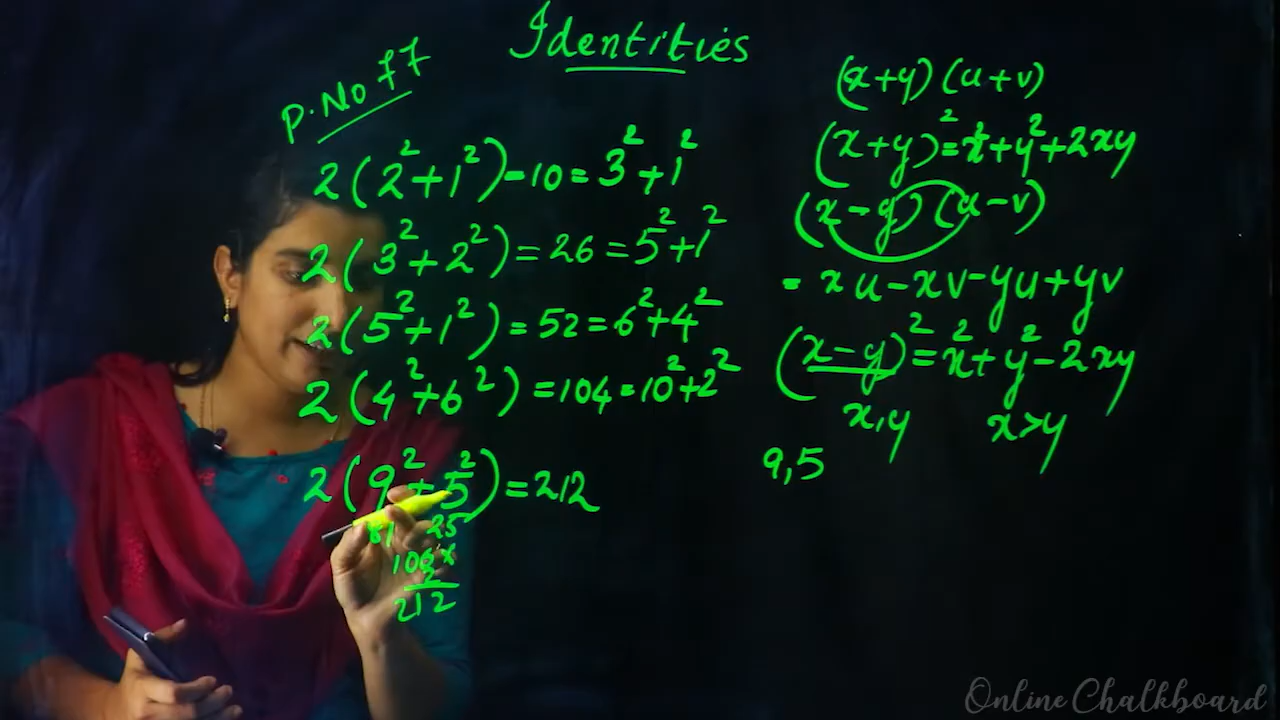 Identities
P.No 77
2(2²+1²)=10=3²+1²
2(3²+2²)=26=5²+1²
2(5²+1²)=52=6²+4²
2(4²+6²)=104=10²+2²
2(9²+5²)=212
81 25
106×
2
212
(x+y)(u+v)
(x+y)²=x²+y²+2xy
(x-y)(u-v)
= xu-xv-yu+yv
(x-y)²=x²+y²-2xy
x,y x>y
9,5
Online Chalkboard